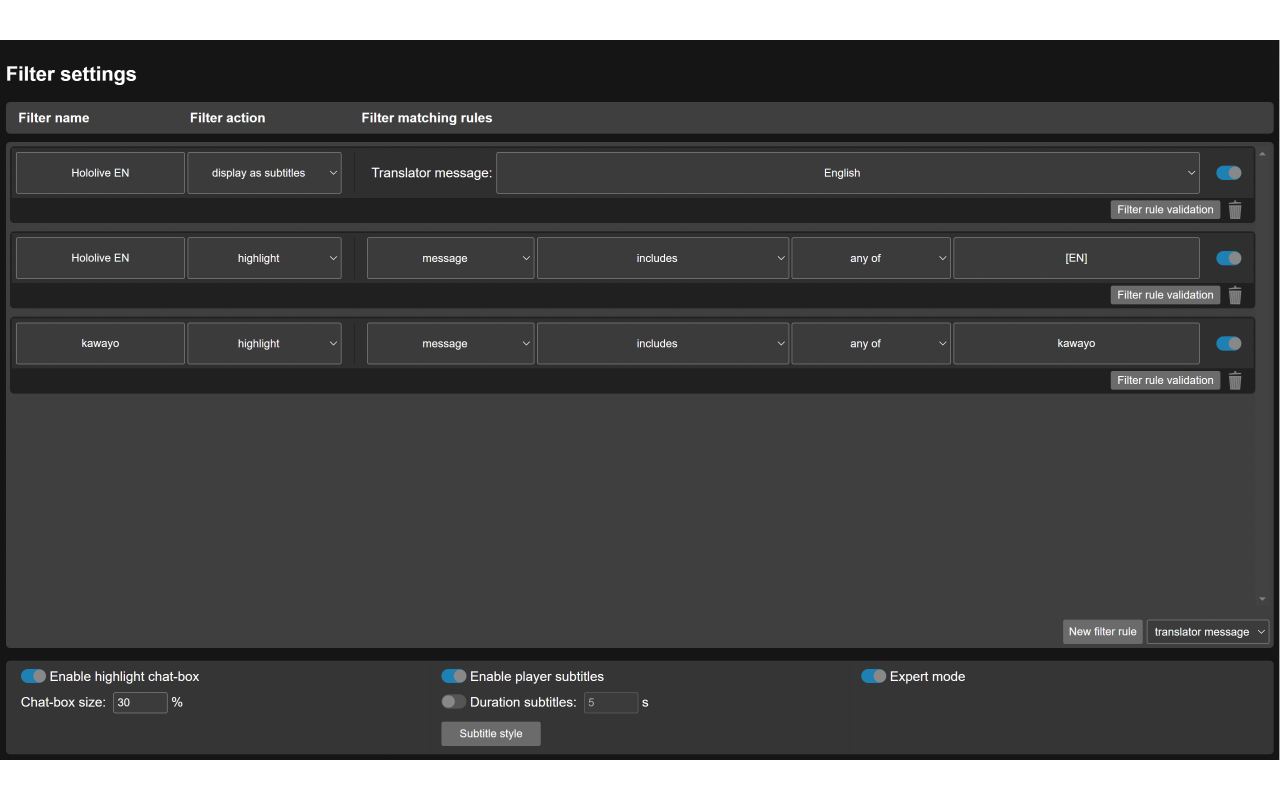 Filter settings
Filter name Filter action Filter matching rules
Hololive EN display as subtitles Translator message: English
Filter rule validation
Hololive EN highlight message includes any of [EN]
Filter rule validation
kawayo highlight message includes any of kawayo
Filter rule validation
New filter rule translator message
Enable highlight chat-box Enable player subtitles Expert mode
Chat-box size: 30 % Duration subtitles: 5 s
Subtitle style